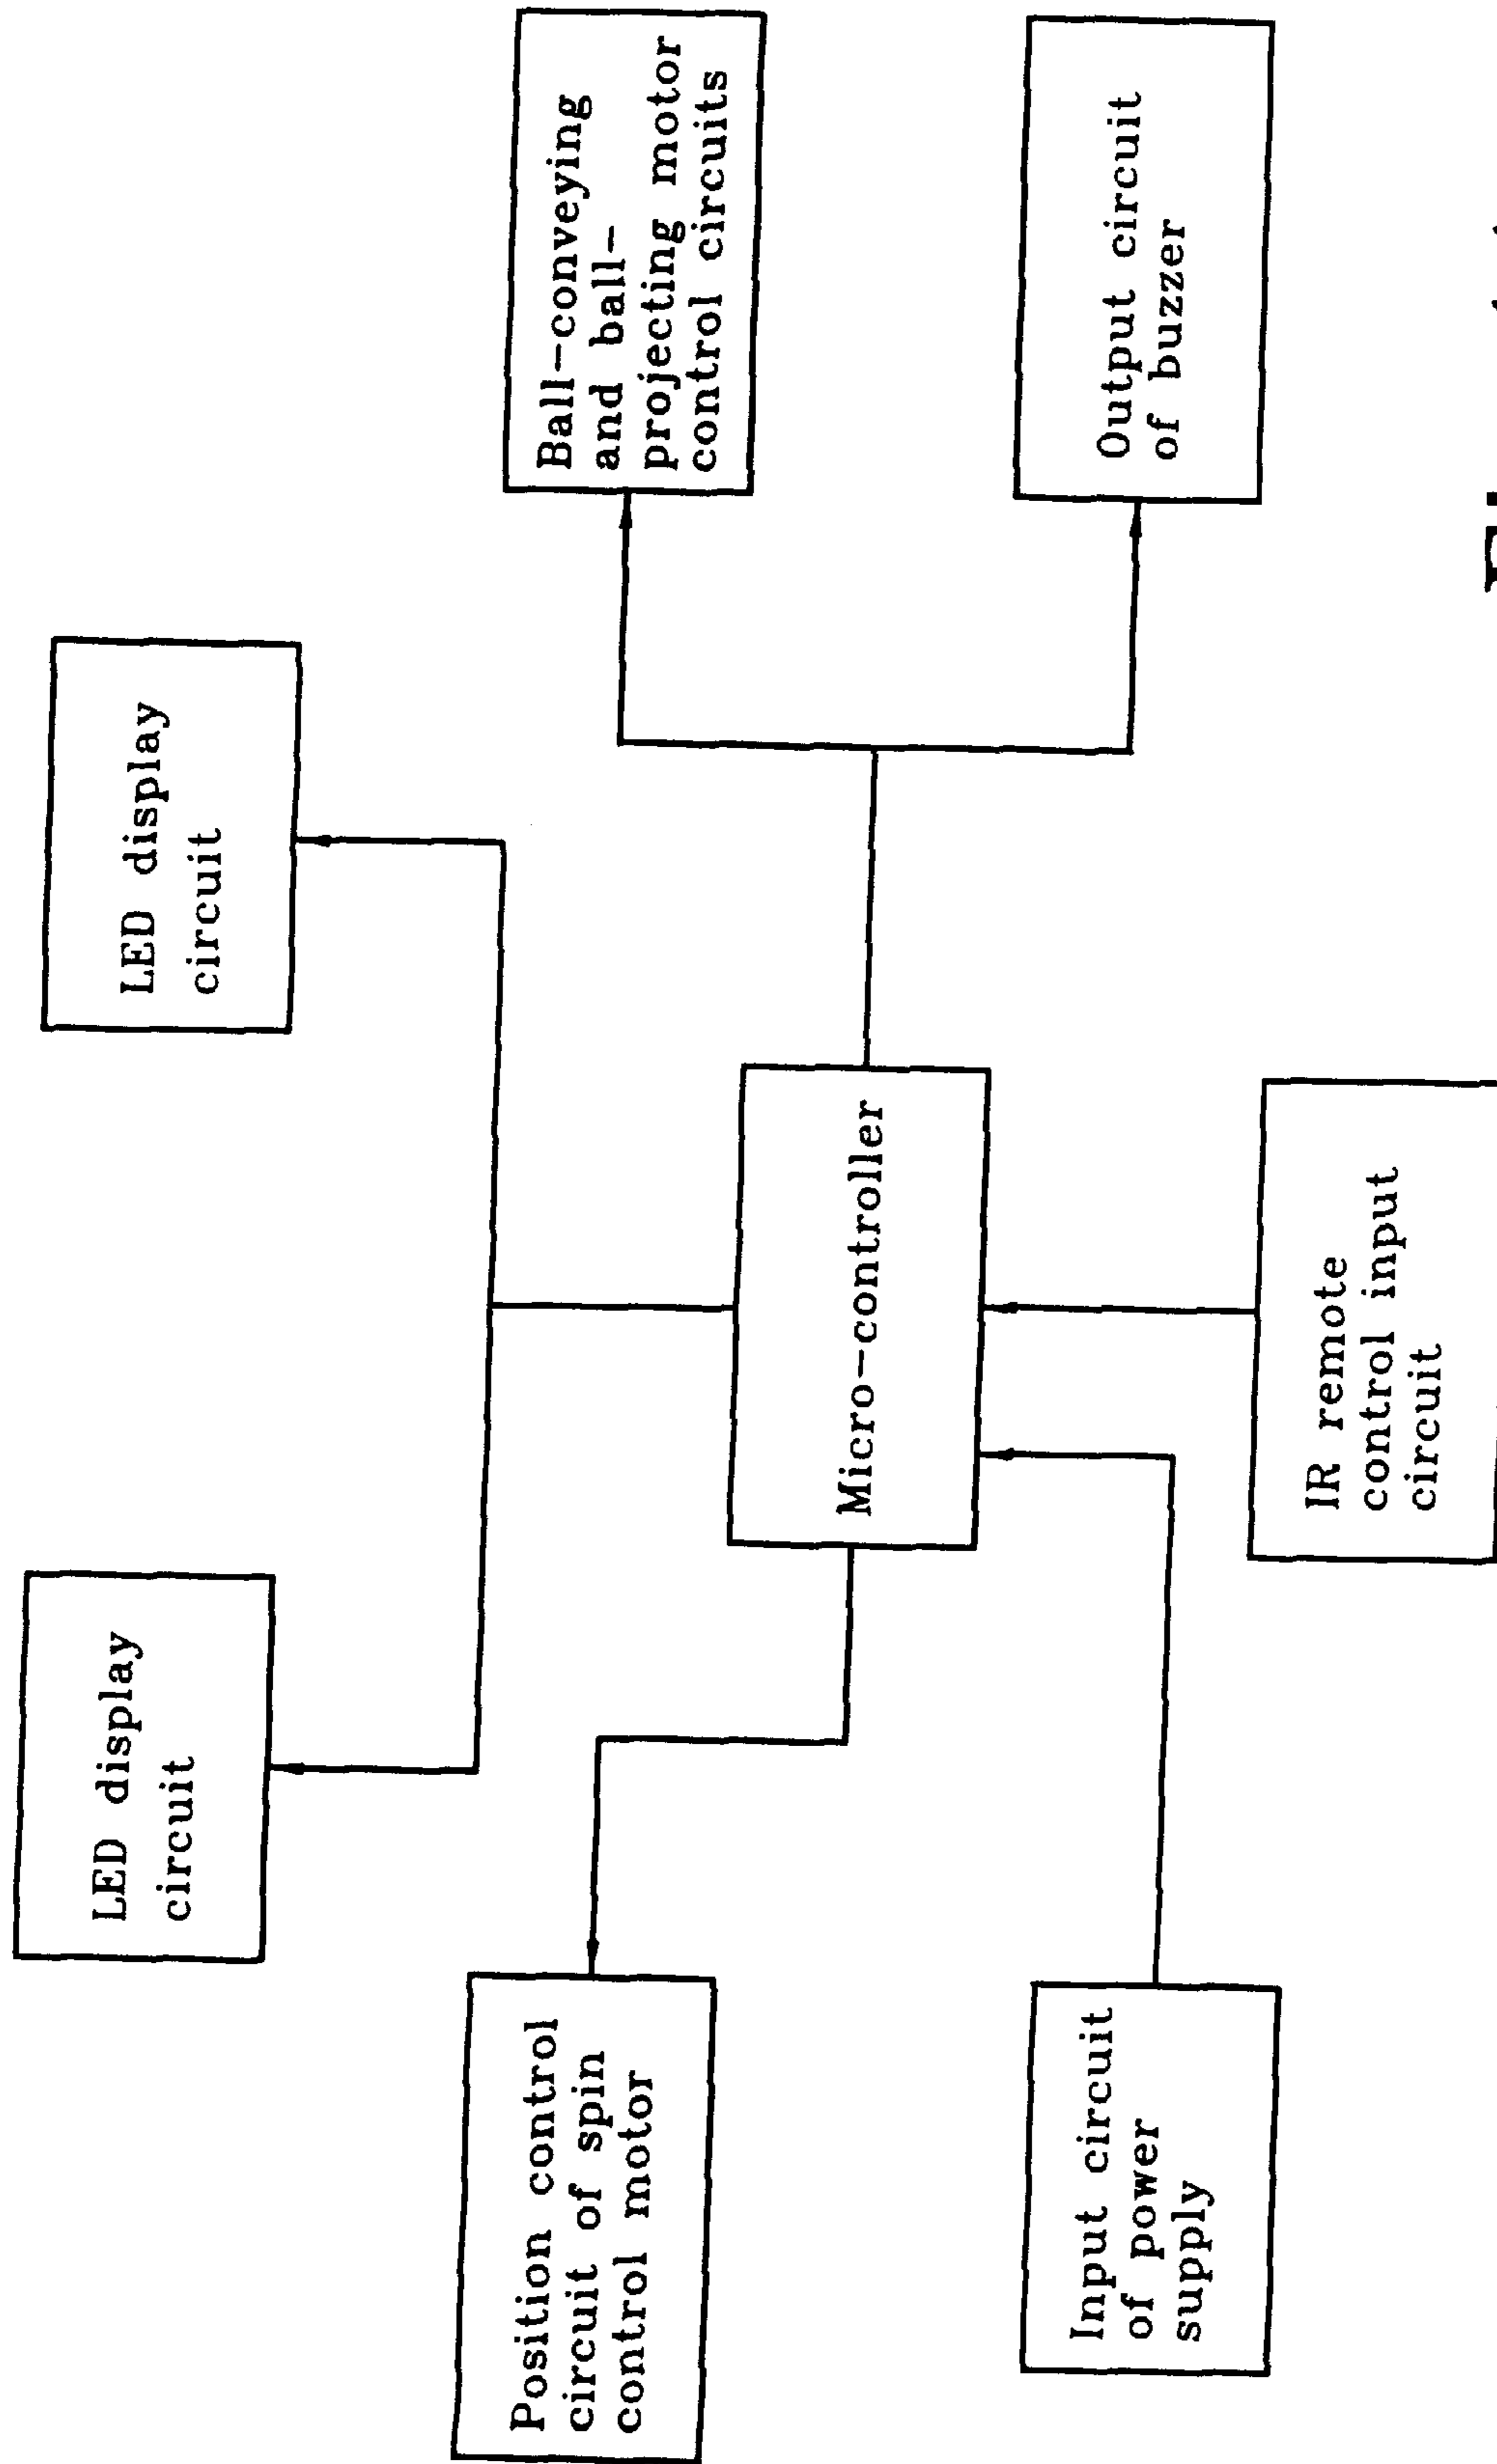 LED display
circuit
LED display
circuit
Position control
circuit of spin
control motor
Ball-conveying
and ball-
projecting motor
control circuits
Micro-controller
Input circuit
of power
supply
Output circuit
of buzzer
IR remote
control input
circuit